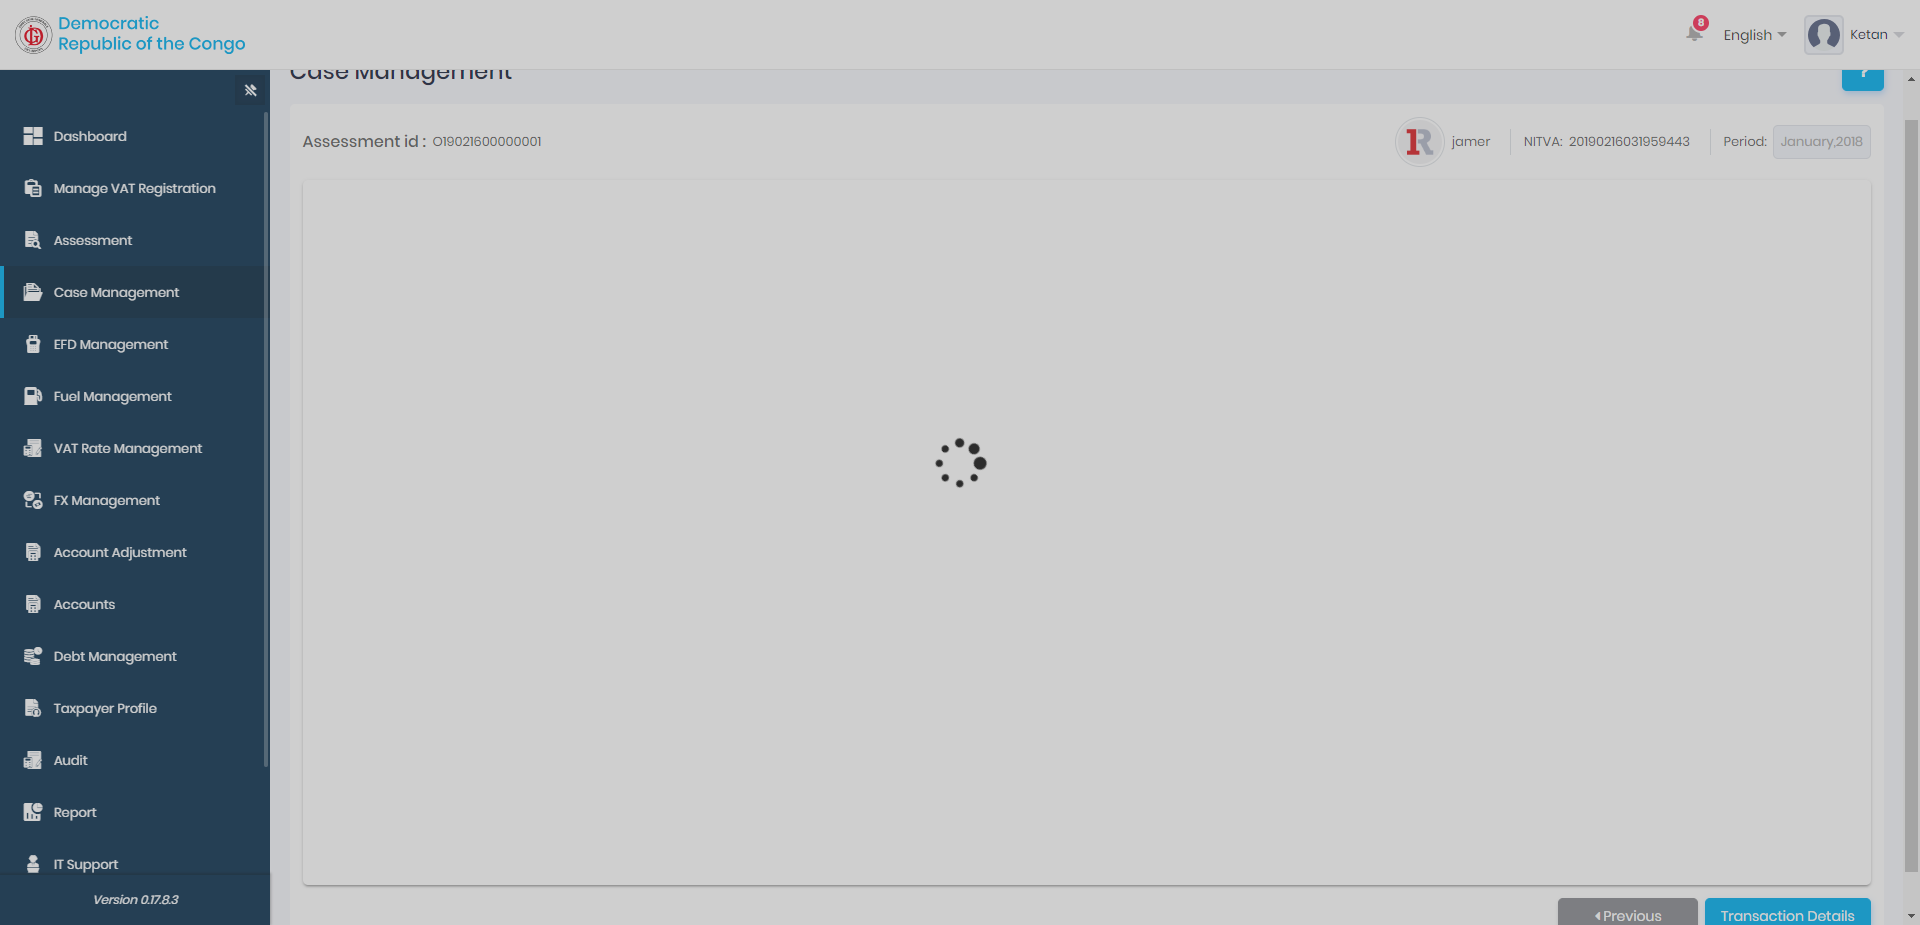 Democratic
Republic of the Congo
8
English
Ketan
Case Management
?
Assessment id : O19021600000001
1R
jamer
NITVA: 20190216031959443
Period: January,2018
Dashboard
Manage VAT Registration
Assessment
Case Management
EFD Management
Fuel Management
VAT Rate Management
FX Management
Account Adjustment
Accounts
Debt Management
Taxpayer Profile
Audit
Report
IT Support
Version 0.17.8.3
Previous
Transaction Details